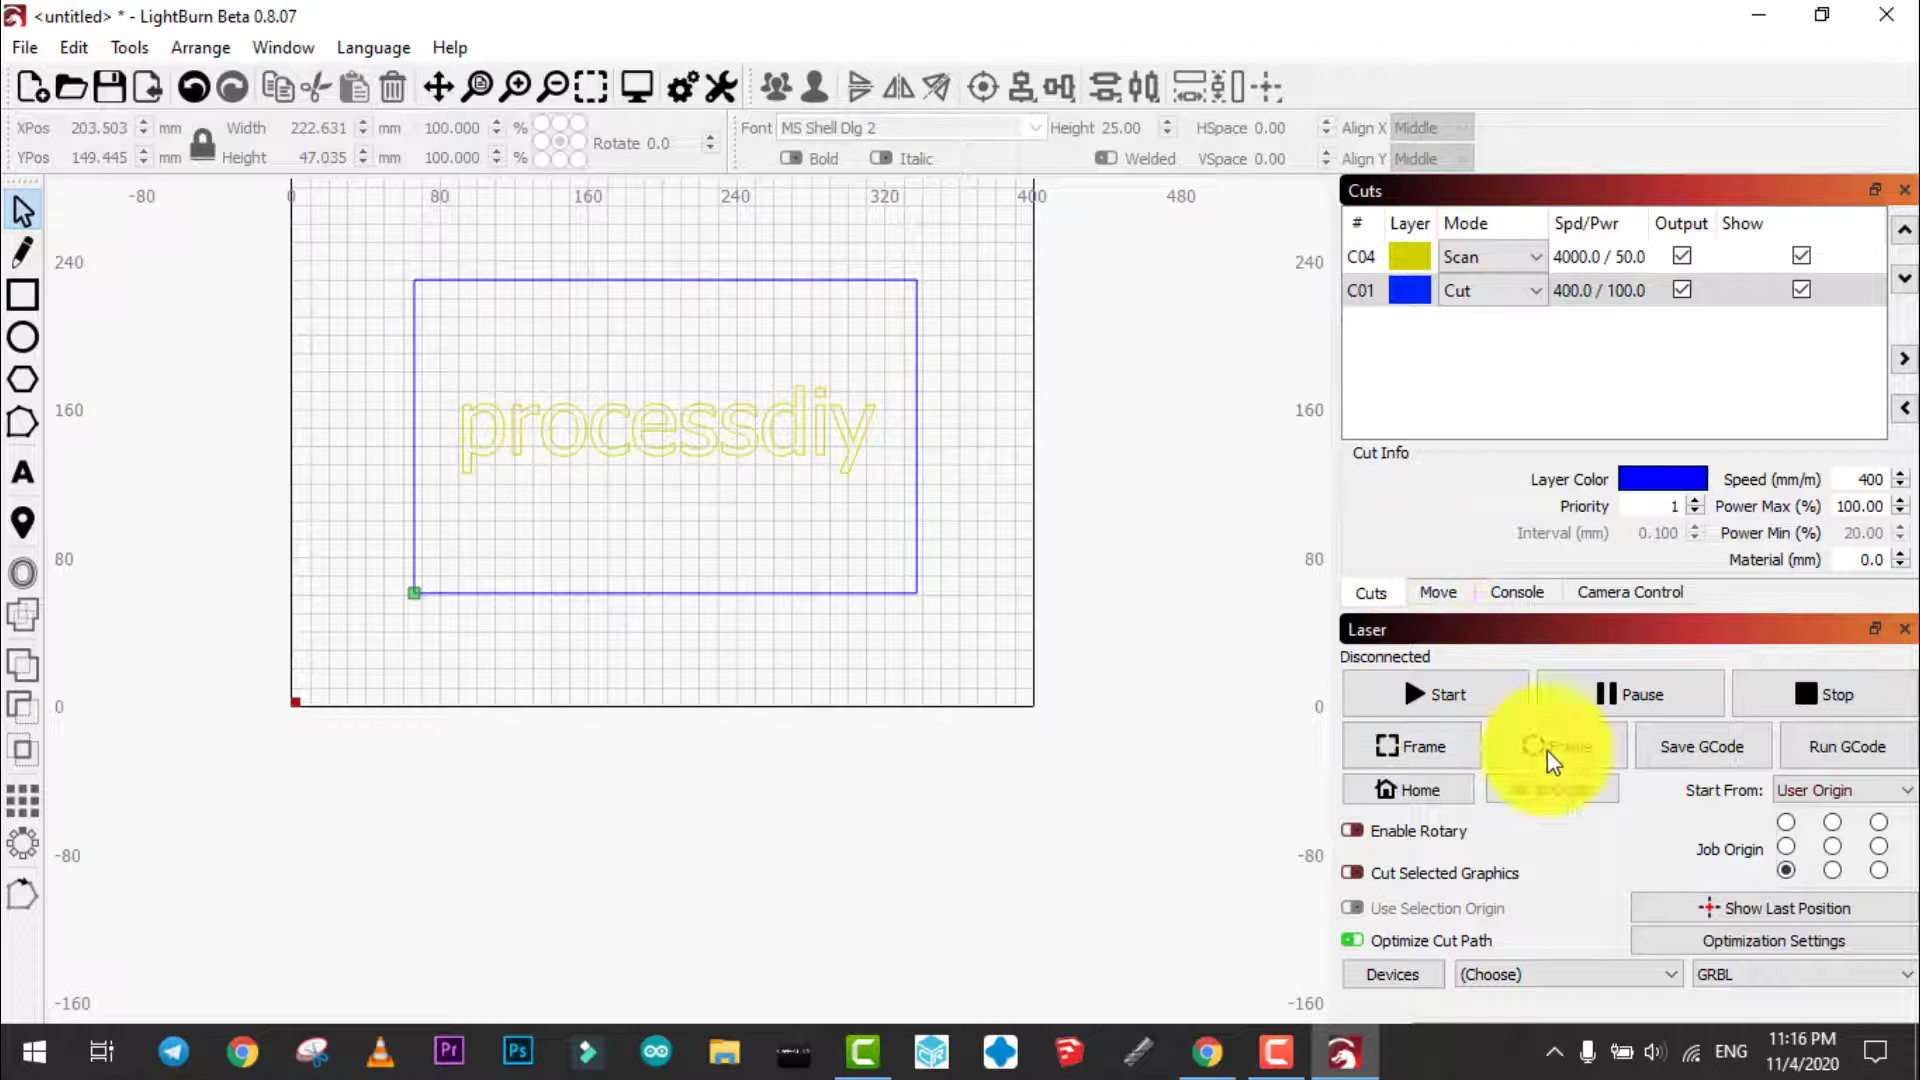 <untitled> * - LightBurn Beta 0.8.07
File Edit Tools Arrange Window Language Help
XPos 203.503 mm Width 222.631 mm 100.000 % Rotate 0.0 Font MS Shell Dlg 2 Height 25.00 HSpace 0.00 Align X Middle
YPos 149.445 mm Height 47.035 mm 100.000 % Bold Italic Welded VSpace 0.00 Align Y Middle
-80 0 80 160 240 320 400 480
240 240
160 160
80 80
0 0
-80 -80
-160 -160
processdiy
Cuts
# Layer Mode Spd/Pwr Output Show
C04 Scan 4000.0 / 50.0
C01 Cut 400.0 / 100.0
Cut Info
Layer Color Speed (mm/m) 400
Priority 1 Power Max (%) 100.00
Interval (mm) 0.100 Power Min (%) 20.00
Material (mm) 0.0
Cuts Move Console Camera Control
Laser
Disconnected
Start Pause Stop
Frame Frame Save GCode Run GCode
Home Start From: User Origin
Enable Rotary
Job Origin
Cut Selected Graphics
Use Selection Origin Show Last Position
Optimize Cut Path Optimization Settings
Devices (Choose) GRBL
Pr Ps ENG 11:16 PM
11/4/2020